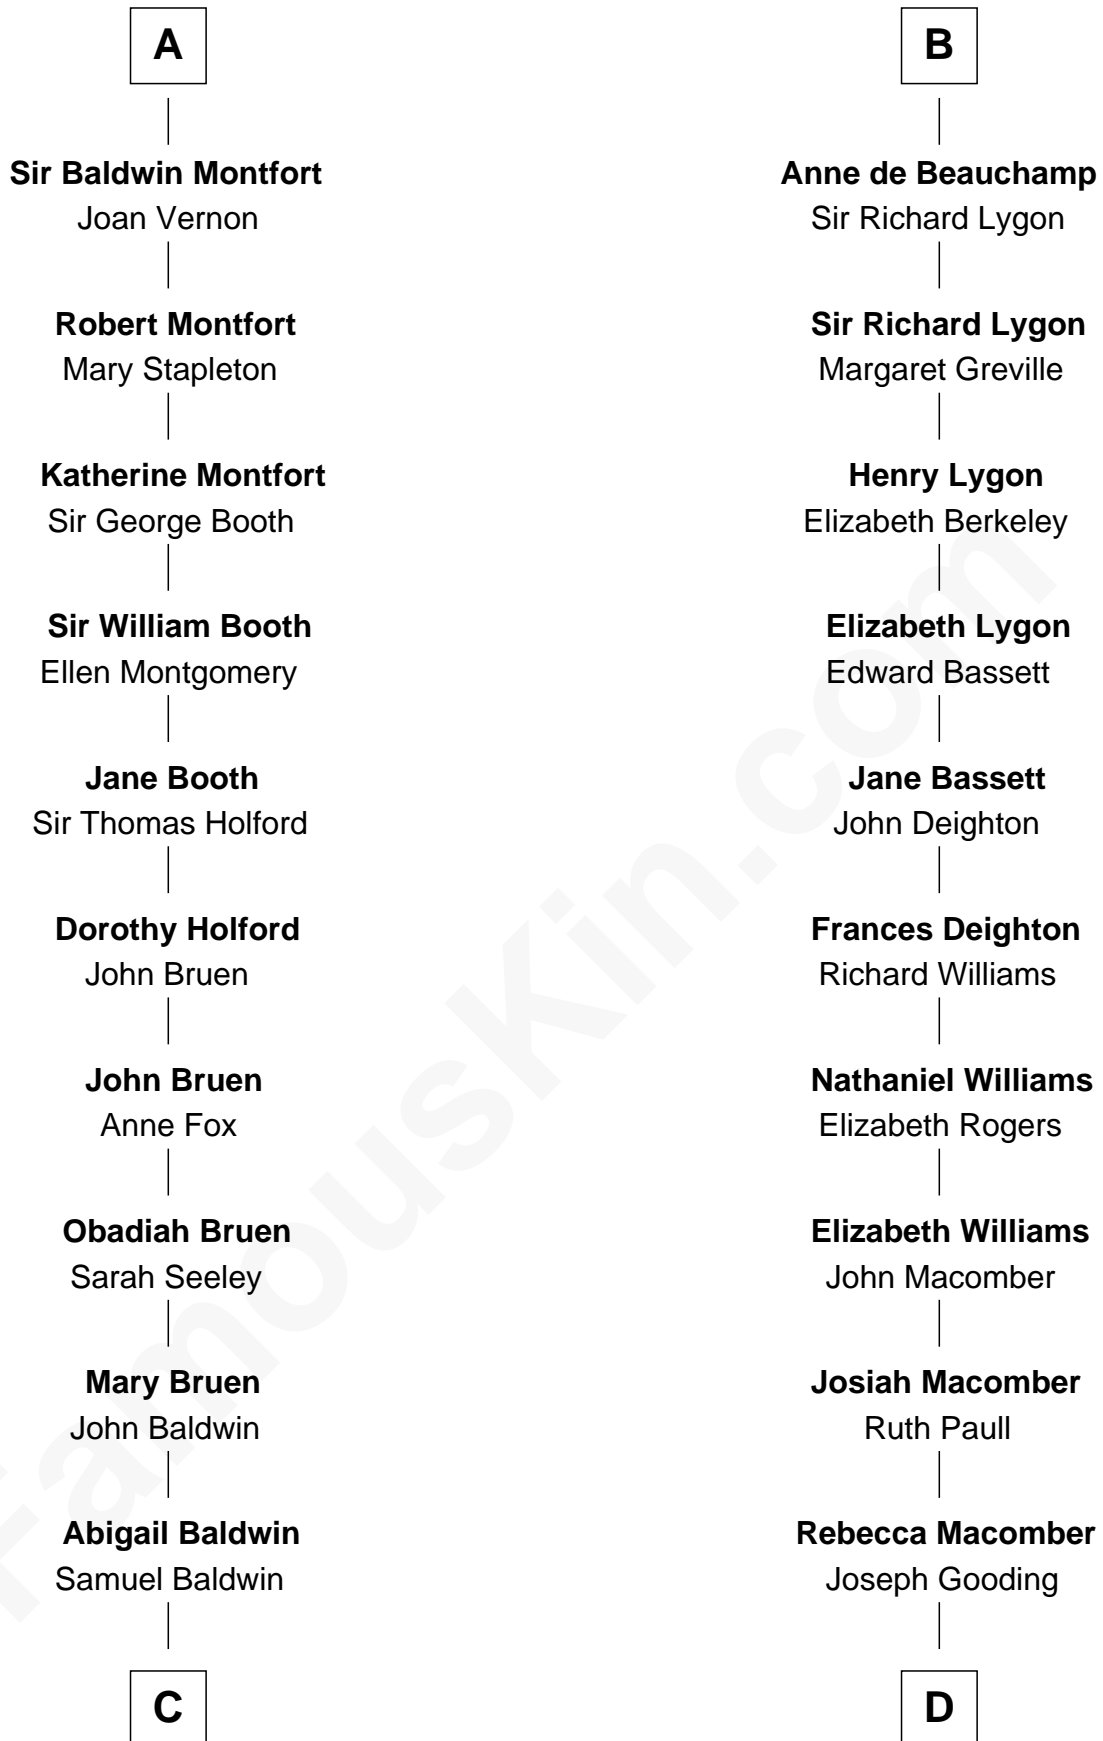 A
Sir Baldwin Montfort
Joan Vernon
Robert Montfort
Mary Stapleton
Katherine Montfort
Sir George Booth
Sir William Booth
Ellen Montgomery
Jane Booth
Sir Thomas Holford
Dorothy Holford
John Bruen
John Bruen
Anne Fox
Obadiah Bruen
Sarah Seeley
Mary Bruen
John Baldwin
Abigail Baldwin
Samuel Baldwin
C
B
Anne de Beauchamp
Sir Richard Lygon
Sir Richard Lygon
Margaret Greville
Henry Lygon
Elizabeth Berkeley
Elizabeth Lygon
Edward Bassett
Jane Bassett
John Deighton
Frances Deighton
Richard Williams
Nathaniel Williams
Elizabeth Rogers
Elizabeth Williams
John Macomber
Josiah Macomber
Ruth Paull
Rebecca Macomber
Joseph Gooding
D
FamousKin.com